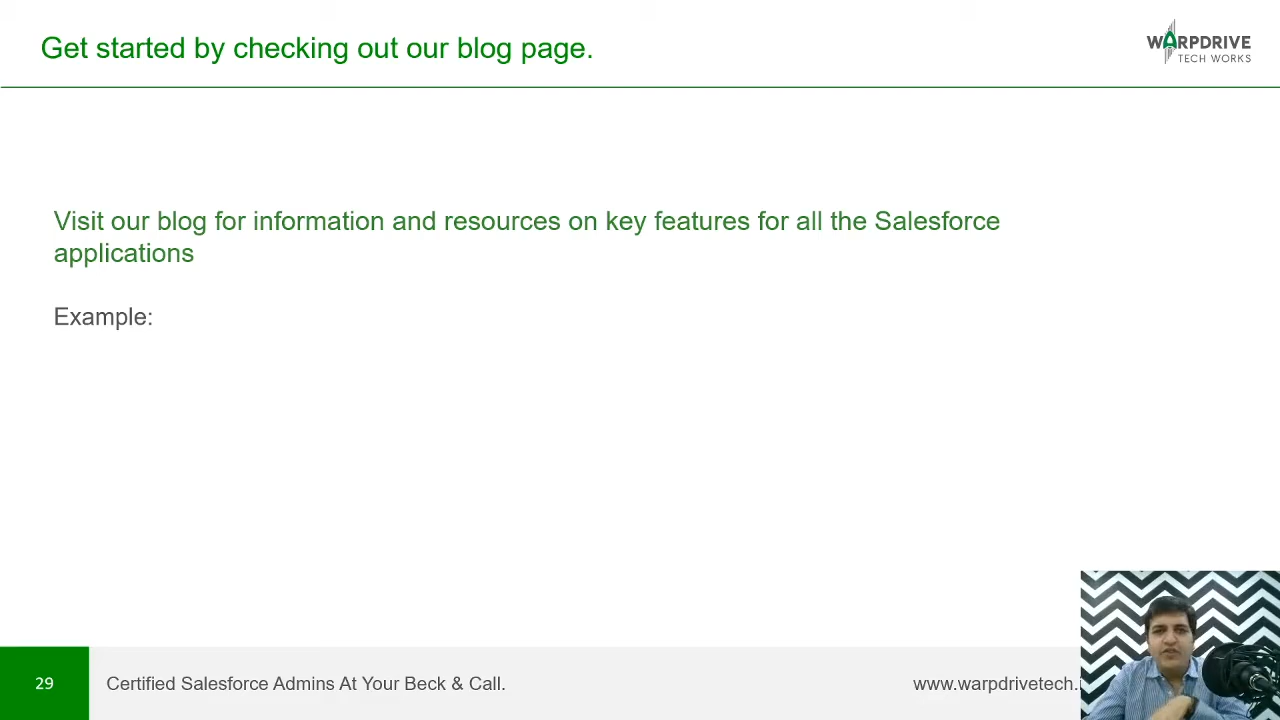 Get started by checking out our blog page.
WARPDRIVE
TECH WORKS
Visit our blog for information and resources on key features for all the Salesforce
applications
Example:
29
Certified Salesforce Admins At Your Beck & Call.
www.warpdrivetech.